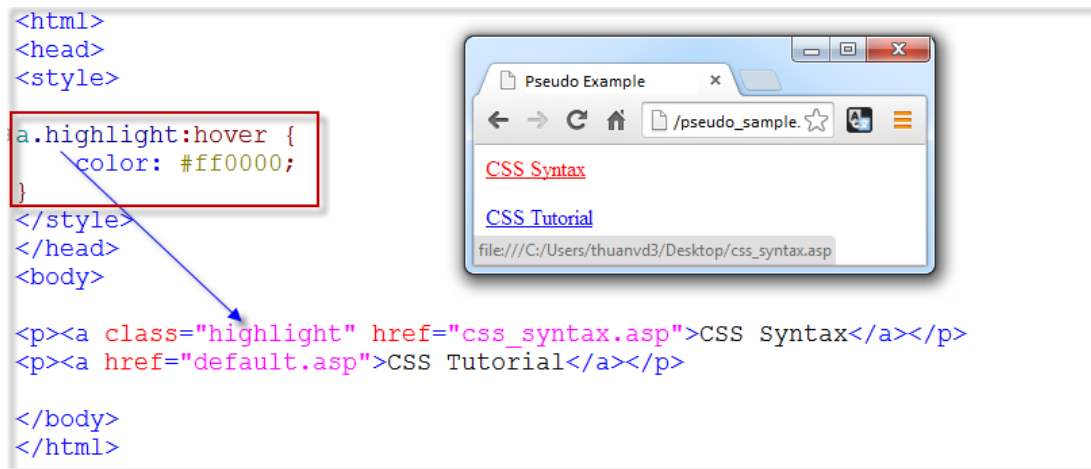 <html>
<head>
<style>
a.highlight:hover {
color: #ff0000;
}
</style>
</head>
<body>
<p><a class="highlight" href="css_syntax.asp">CSS Syntax</a></p>
<p><a href="default.asp">CSS Tutorial</a></p>
</body>
</html>
Pseudo Example
/pseudo_sample.
CSS Syntax
CSS Tutorial
file:///C:/Users/thuanvd3/Desktop/css_syntax.asp